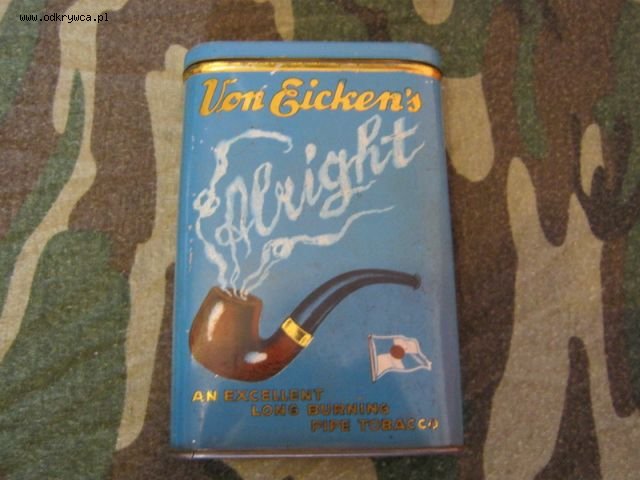 www.odkrywca.pl
Von Eicken's
Alright
AN EXCELLENT
LONG BURNING
PIPE TOBACCO